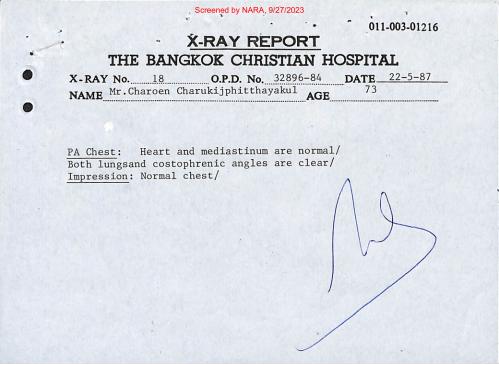 Screened by NARA, 9/27/2023
011-003-01216
X-RAY REPORT
THE BANGKOK CHRISTIAN HOSPITAL
X-RAY No. 18 O.P.D. No. 32896-84 DATE 22-5-87
NAME Mr.Charoen Charukijphitthayakul AGE 73
PA Chest: Heart and mediastinum are normal/
Both lungsand costophrenic angles are clear/
Impression: Normal chest/